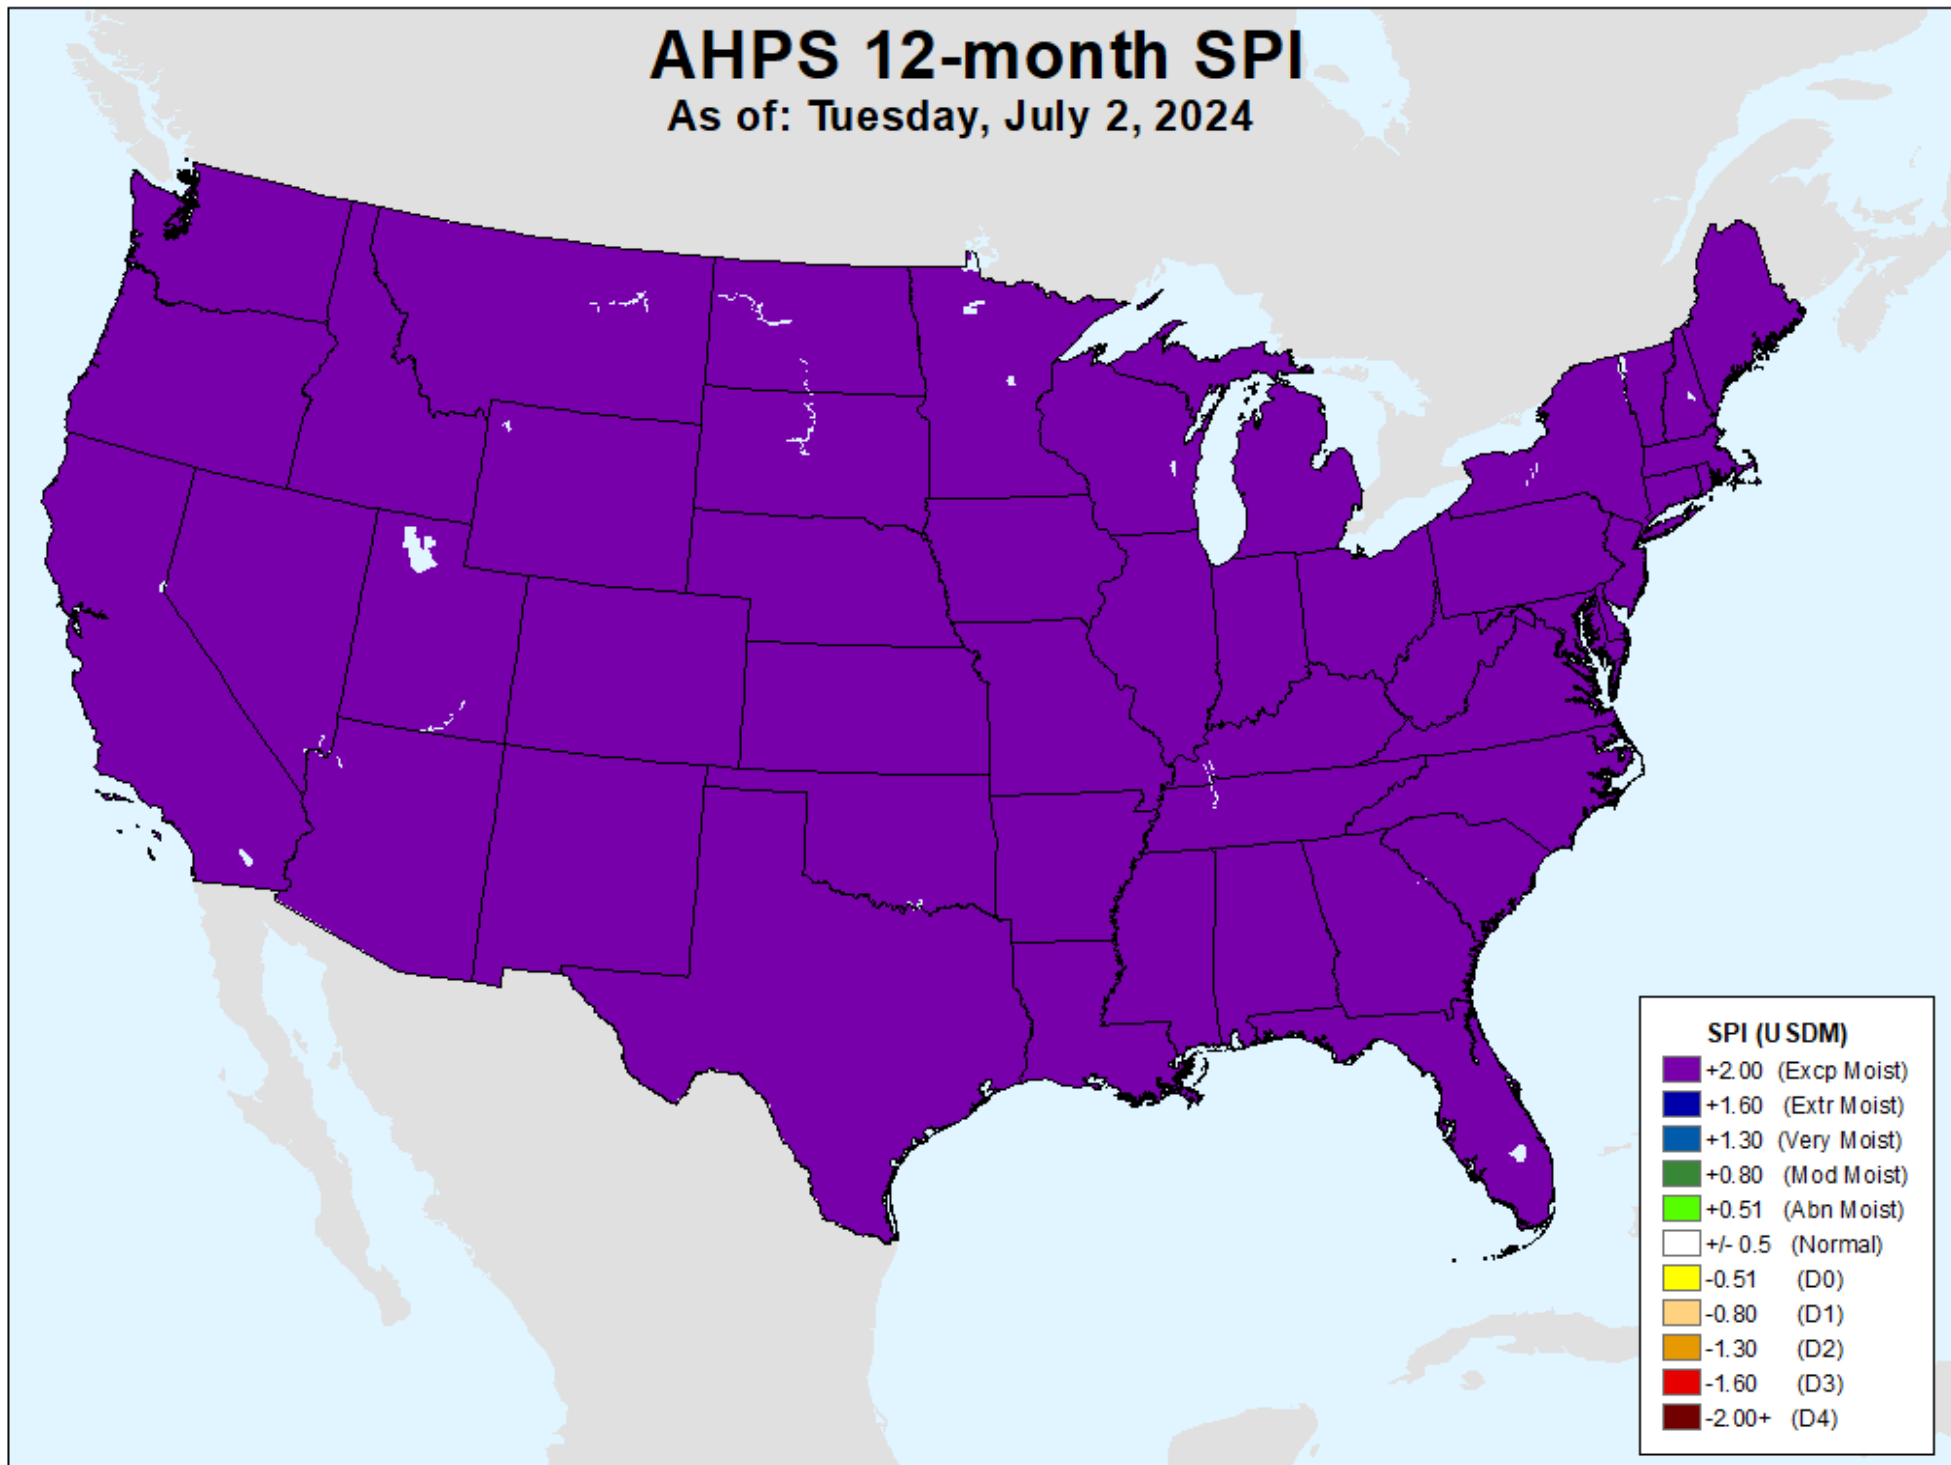 AHPS 12-month SPI
As of: Tuesday, July 2, 2024
SPI (USDM)
+2.00 (Excp Moist)
+1.60 (Extr Moist)
+1.30 (Very Moist)
+0.80 (Mod Moist)
+0.51 (Abn Moist)
+/- 0.5 (Normal)
-0.51 (D0)
-0.80 (D1)
-1.30 (D2)
-1.60 (D3)
-2.00+ (D4)